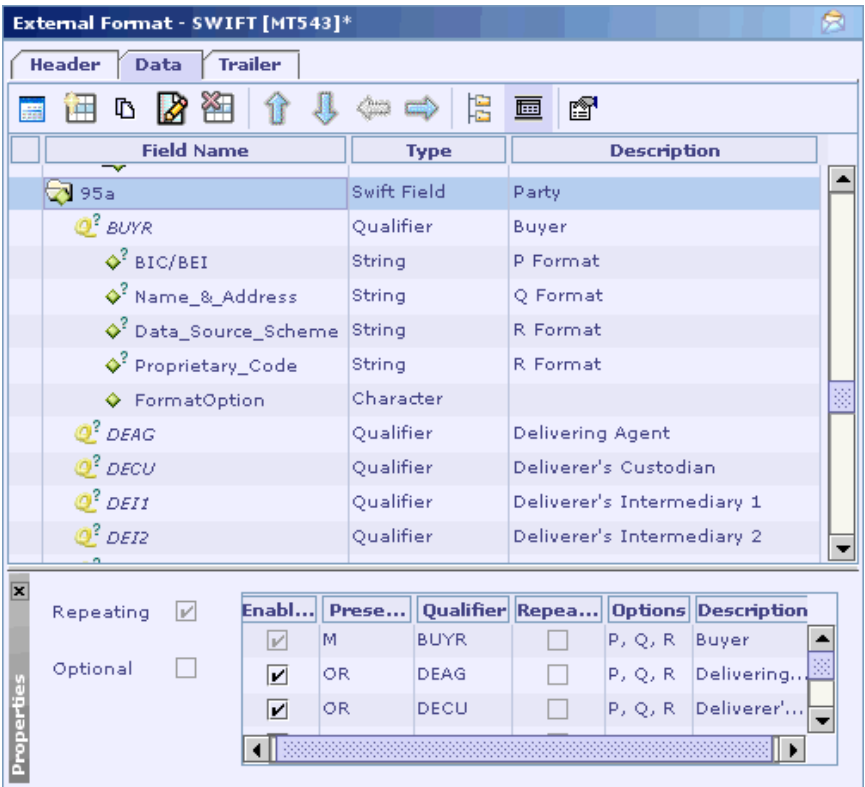 External Format - SWIFT [MT543]*
Header Data Trailer
Field Name Type Description
95a Swift Field Party
Q? BUYR Qualifier Buyer
? BIC/BEI String P Format
? Name_&_Address String Q Format
? Data_Source_Scheme String R Format
? Proprietary_Code String R Format
FormatOption Character
Q? DEAG Qualifier Delivering Agent
Q? DECU Qualifier Deliverer's Custodian
Q? DEI1 Qualifier Deliverer's Intermediary 1
Q? DEI2 Qualifier Deliverer's Intermediary 2
Properties
Repeating
Optional
Enabl... Prese... Qualifier Repea... Options Description
M BUYR P, Q, R Buyer
OR DEAG P, Q, R Delivering...
OR DECU P, Q, R Deliverer'...